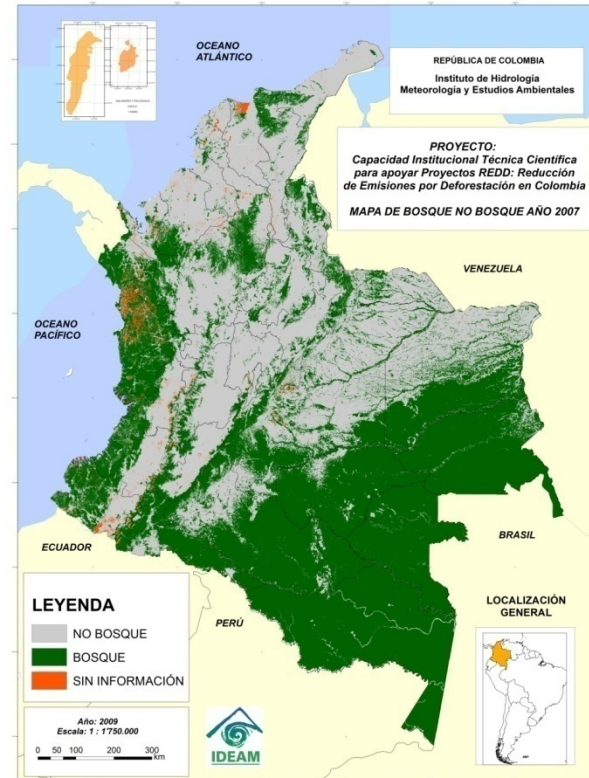 OCEANO
ATLÁNTICO
REPÚBLICA DE COLOMBIA
Instituto de Hidrología
Meteorología y Estudios Ambientales
PROYECTO:
Capacidad Institucional Técnica Científica
para apoyar Proyectos REDD: Reducción
de Emisiones por Deforestación en Colombia
MAPA DE BOSQUE NO BOSQUE AÑO 2007
VENEZUELA
OCEANO
PACÍFICO
ECUADOR
BRASIL
PERÚ
LEYENDA
NO BOSQUE
BOSQUE
SIN INFORMACIÓN
LOCALIZACIÓN
GENERAL
Año: 2009
Escala: 1 : 1'750.000
0 50 100 200 300
km
IDEAM